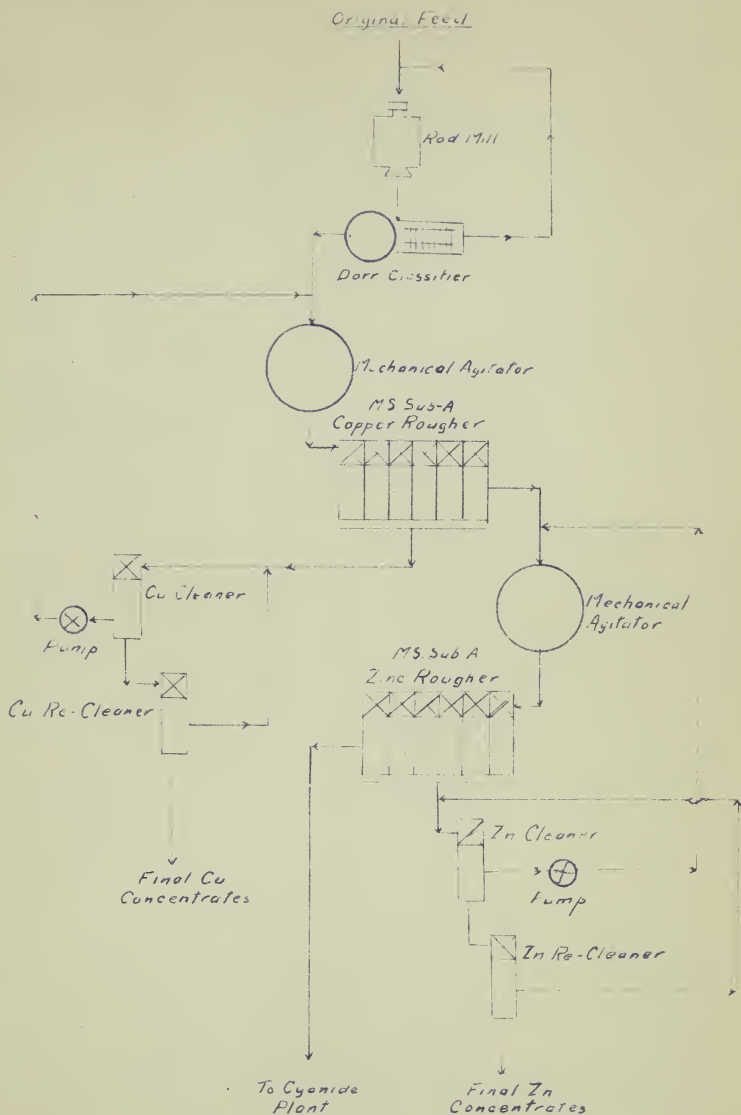 Original Feed
Rod Mill
Dorr Classifier
Mechanical Agitator
MS Sub-A
Copper Rougher
Cu Cleaner
Mechanical
Agitator
Pump
MS. Sub A
Zinc Rougher
Cu Re-Cleaner
Zn Cleaner
Final Cu
Concentrates
Pump
Zn Re-Cleaner
To Cyanide
Plant
Final Zn
Concentrates